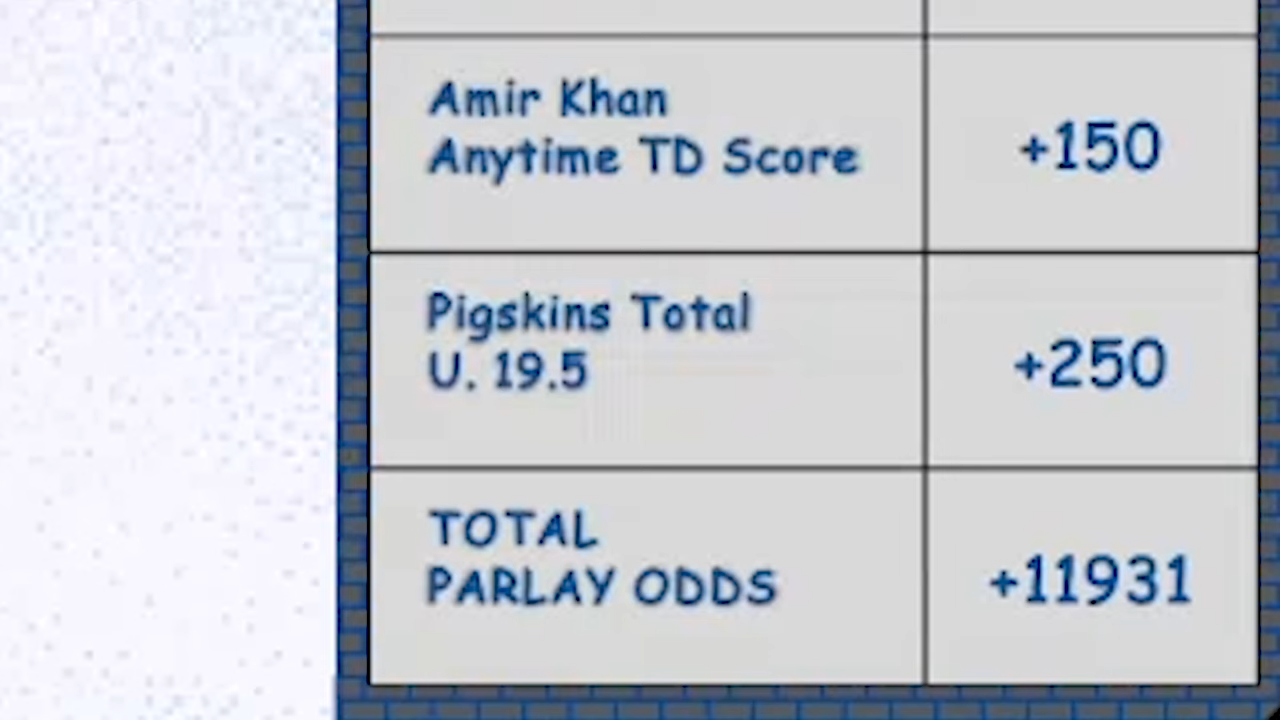 Amir Khan
Anytime TD Score
+150
Pigskins Total
U. 19.5
+250
TOTAL
PARLAY ODDS
+11931